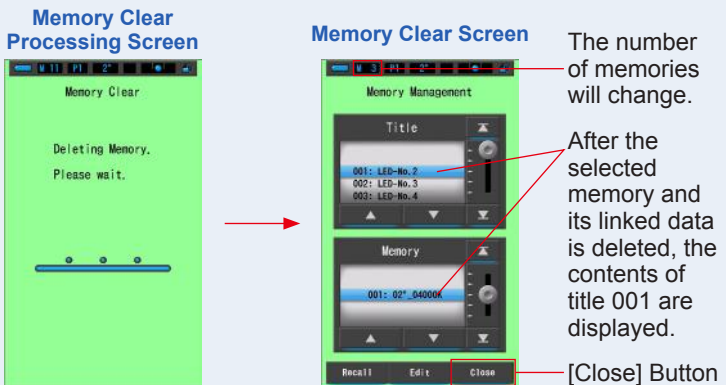 Memory Clear
Processing Screen
M 11 P1 2°
Memory Clear
Deleting Memory.
Please wait.
Memory Clear Screen
M 3 P1 2°
Memory Management
Title
001: LED-No.2
002: LED-No.3
003: LED-No.4
Memory
001: 02°_04000K
Recall Edit Close
The number
of memories
will change.
After the
selected
memory and
its linked data
is deleted, the
contents of
title 001 are
displayed.
[Close] Button